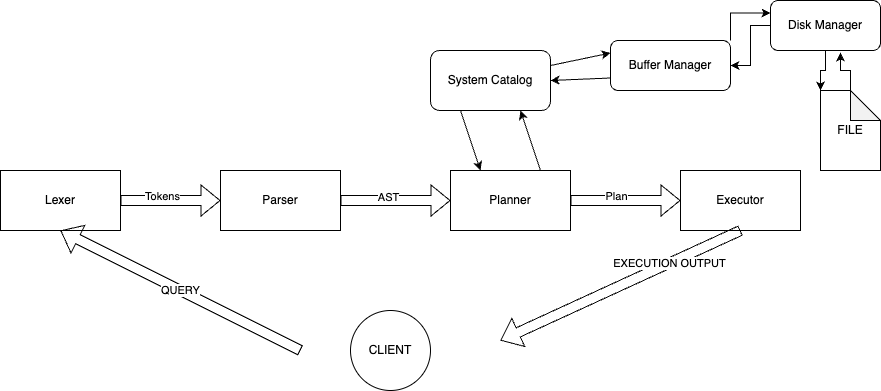 Disk Manager
Buffer Manager
System Catalog
FILE
Lexer
Tokens
Parser
AST
Planner
Plan
Executor
EXECUTION OUTPUT
QUERY
CLIENT